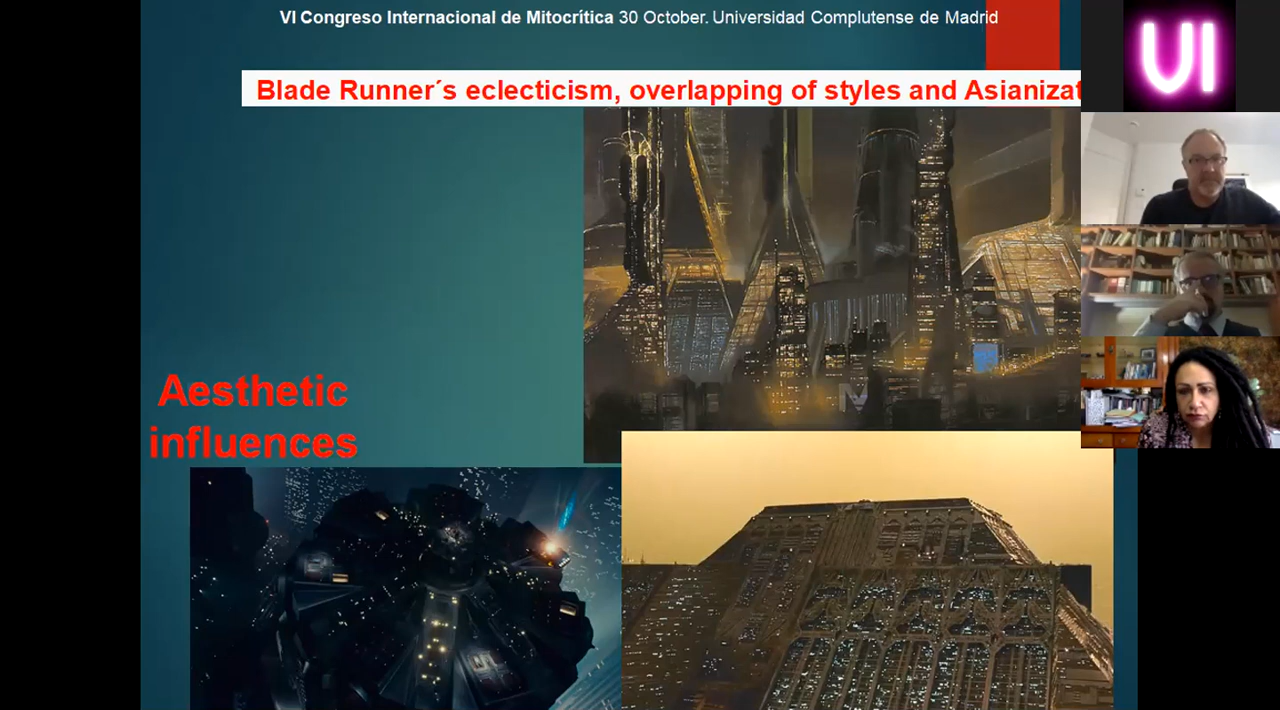 VI Congreso Internacional de Mitocrítica 30 October. Universidad Complutense de Madrid
Blade Runner´s eclecticism, overlapping of styles and Asianizat
Aesthetic
influences
VI